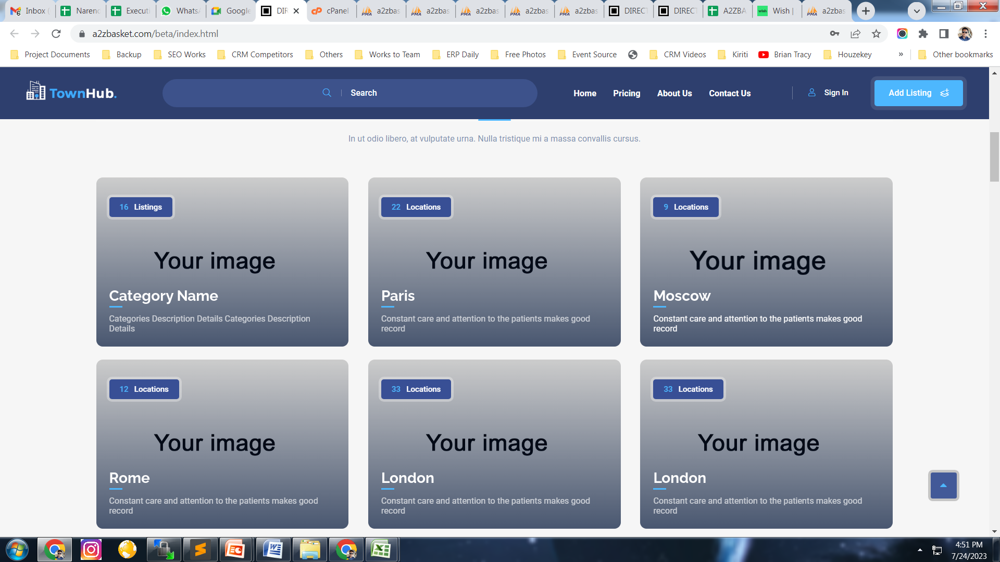 Inbox (
Narenc
Executi
WhatsA
Google
DIR
cPanel
a2zbas
a2zbas
a2zbas
a2zbas
a2zbas
DIRECT
DIRECT
A2ZBA
Wish |
a2zbas
a2zbasket.com/beta/index.html
Project Documents
Backup
SEO Works
CRM Competitors
Others
Works to Team
ERP Daily
Free Photos
Event Source
CRM Videos
Kiriti
Brian Tracy
Houzekey
»
Other bookmarks
TownHub.
Search
Home
Pricing
About Us
Contact Us
Sign In
Add Listing
In ut odio libero, at vulputate urna. Nulla tristique mi a massa convallis cursus.
16 Listings
Your image
Category Name
Categories Description Details Categories Description
Details
22 Locations
Your image
Paris
Constant care and attention to the patients makes good
record
9 Locations
Your image
Moscow
Constant care and attention to the patients makes good
record
12 Locations
Your image
Rome
Constant care and attention to the patients makes good
record
33 Locations
Your image
London
Constant care and attention to the patients makes good
record
33 Locations
Your image
London
Constant care and attention to the patients makes good
record
4:51 PM
7/24/2023